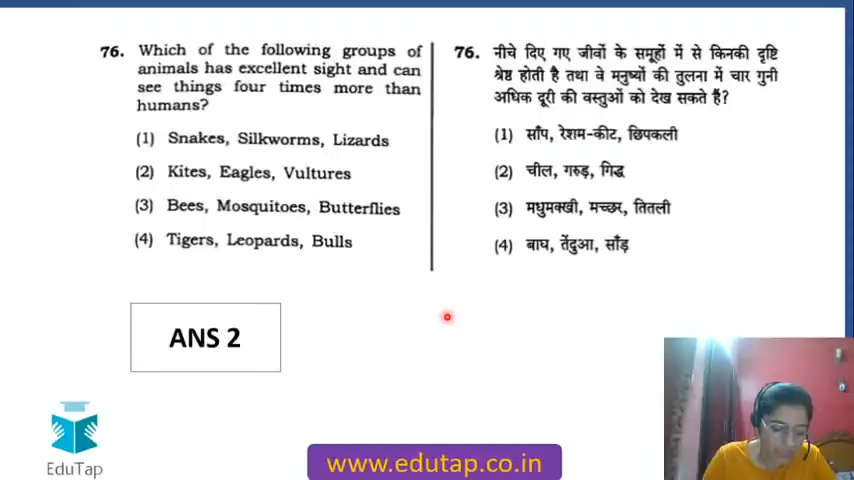 76. Which of the following groups of
animals has excellent sight and can
see things four times more than
humans?
(1) Snakes, Silkworms, Lizards
(2) Kites, Eagles, Vultures
(3) Bees, Mosquitoes, Butterflies
(4) Tigers, Leopards, Bulls
76. नीचे दिए गए जीवों के समूहों में से किनकी दृष्टि
श्रेष्ठ होती है तथा वे मनुष्यों की तुलना में चार गुनी
अधिक दूरी की वस्तुओं को देख सकते हैं?
(1) साँप, रेशम-कीट, छिपकली
(2) चील, गरुड़, गिद्ध
(3) मधुमक्खी, मच्छर, तितली
(4) बाघ, तेंदुआ, साँड़
ANS 2
EduTap
www.edutap.co.in